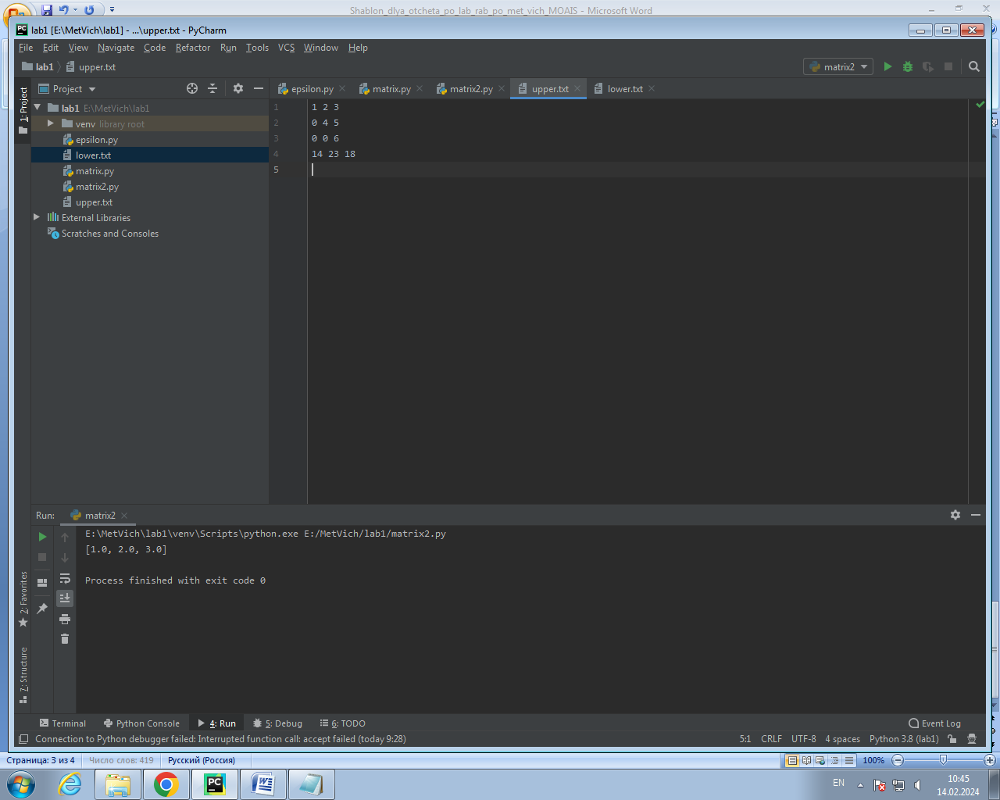 Shablon_dlya_otcheta_po_lab_rab_po_met_vich_MOAIS - Microsoft Word
PC lab1 [E:\MetVich\lab1] - ...\upper.txt - PyCharm
File Edit View Navigate Code Refactor Run Tools VCS Window Help
lab1 upper.txt matrix2
Project epsilon.py matrix.py matrix2.py upper.txt lower.txt
1: Project
lab1 E:\MetVich\lab1
venv library root
epsilon.py
lower.txt
matrix.py
matrix2.py
upper.txt
External Libraries
Scratches and Consoles
1 1 2 3
2 0 4 5
3 0 0 6
4 14 23 18
5
Run: matrix2
E:\MetVich\lab1\venv\Scripts\python.exe E:/MetVich/lab1/matrix2.py
[1.0, 2.0, 3.0]
Process finished with exit code 0
2: Favorites
7: Structure
Terminal Python Console 4: Run 5: Debug 6: TODO Event Log
Connection to Python debugger failed: Interrupted function call: accept failed (today 9:28) 5:1 CRLF UTF-8 4 spaces Python 3.8 (lab1)
Страница: 3 из 4 Число слов: 419 Русский (Россия) 100%
PC W EN 10:45
14.02.2024